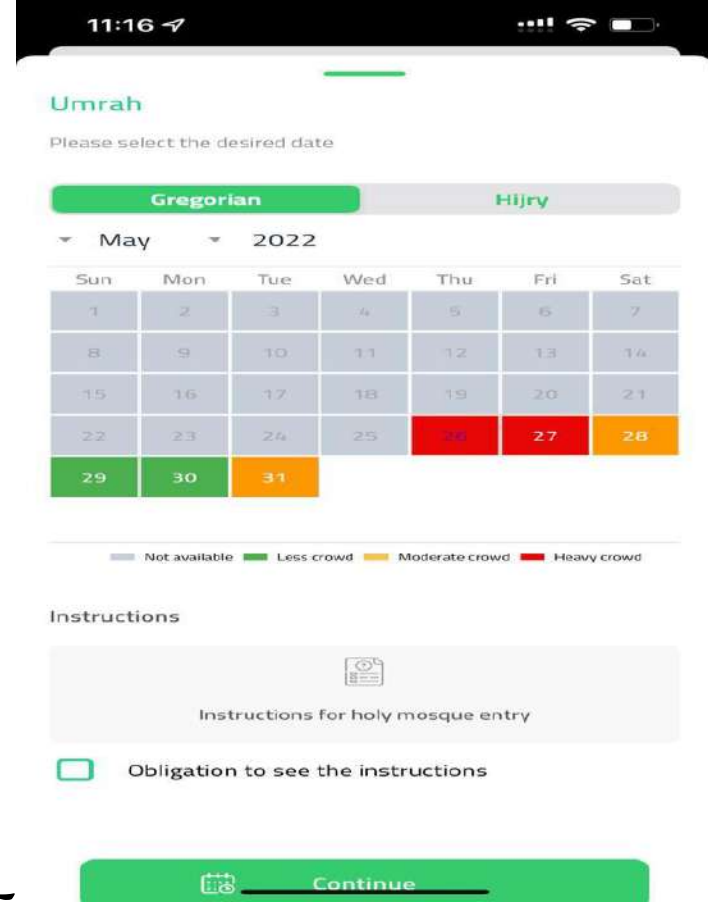 11:16
Umrah
Please select the desired date
Gregorian Hijry
May 2022
Sun Mon Tue Wed Thu Fri Sat
1 2 3 4 5 6 7
8 9 10 11 12 13 14
15 16 17 18 19 20 21
22 23 24 25 26 27 28
29 30 31
Not available Less crowd Moderate crowd Heavy crowd
Instructions
Instructions for holy mosque entry
Obligation to see the instructions
Continue